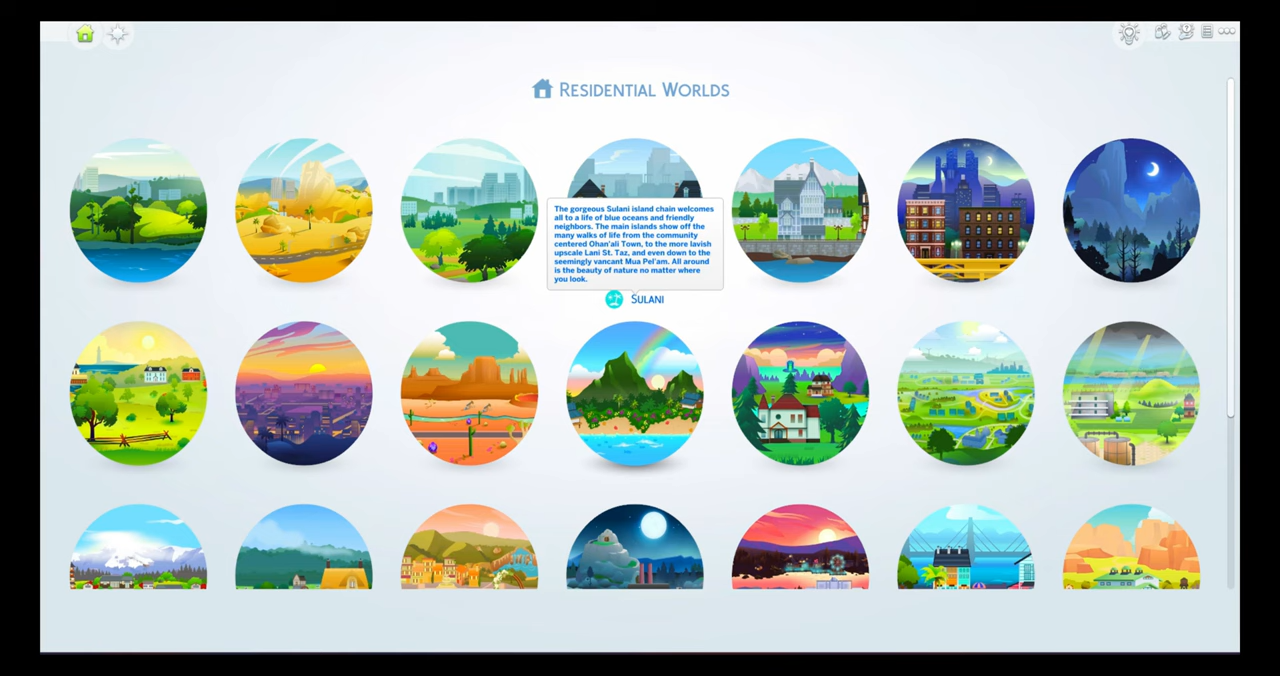 RESIDENTIAL WORLDS
The gorgeous Sulani island chain welcomes
all to a life of blue oceans and friendly
neighbors. The main islands show off the
many walks of life from the community
centered Ohan'ali Town, to the more lavish
upscale Lani St. Taz, and even down to the
seemingly vancant Mua Pel'am. All around
is the beauty of nature no matter where
you look.
SULANI